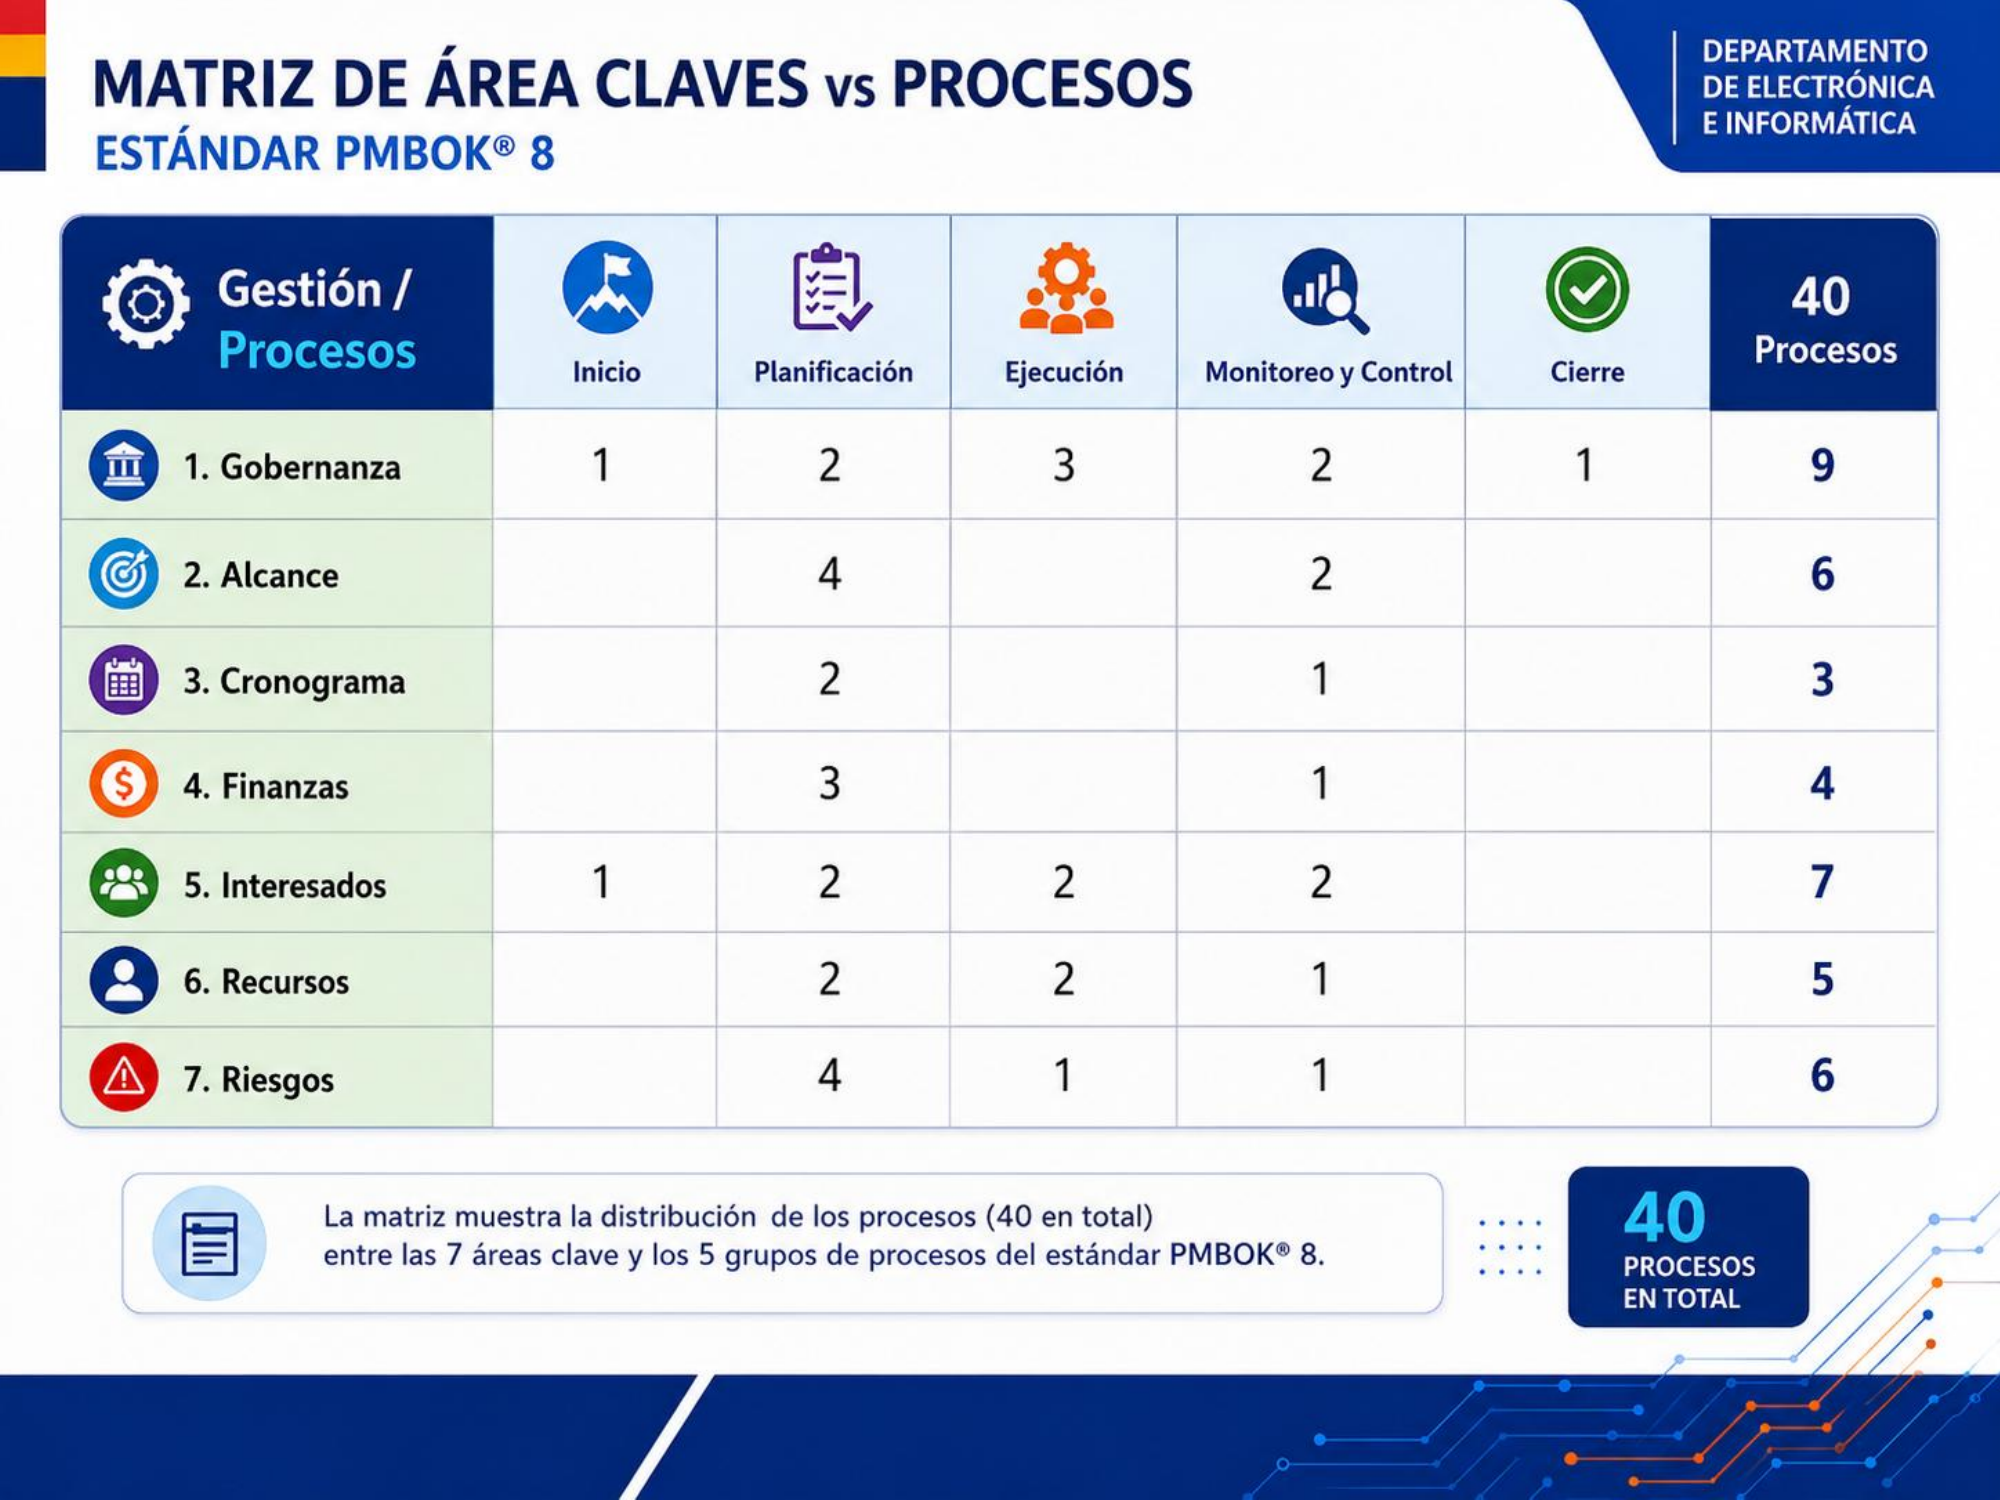 MATRIZ DE ÁREA CLAVES vs PROCESOS
ESTÁNDAR PMBOK® 8
DEPARTAMENTO
DE ELECTRÓNICA
E INFORMÁTICA
Gestión /
Procesos
Inicio
Planificación
Ejecución
Monitoreo y Control
Cierre
40
Procesos
1. Gobernanza 1 2 3 2 1 9
2. Alcance 4 2 6
3. Cronograma 2 1 3
4. Finanzas 3 1 4
5. Interesados 1 2 2 2 7
6. Recursos 2 2 1 5
7. Riesgos 4 1 1 6
La matriz muestra la distribución de los procesos (40 en total)
entre las 7 áreas clave y los 5 grupos de procesos del estándar PMBOK® 8.
40
PROCESOS
EN TOTAL